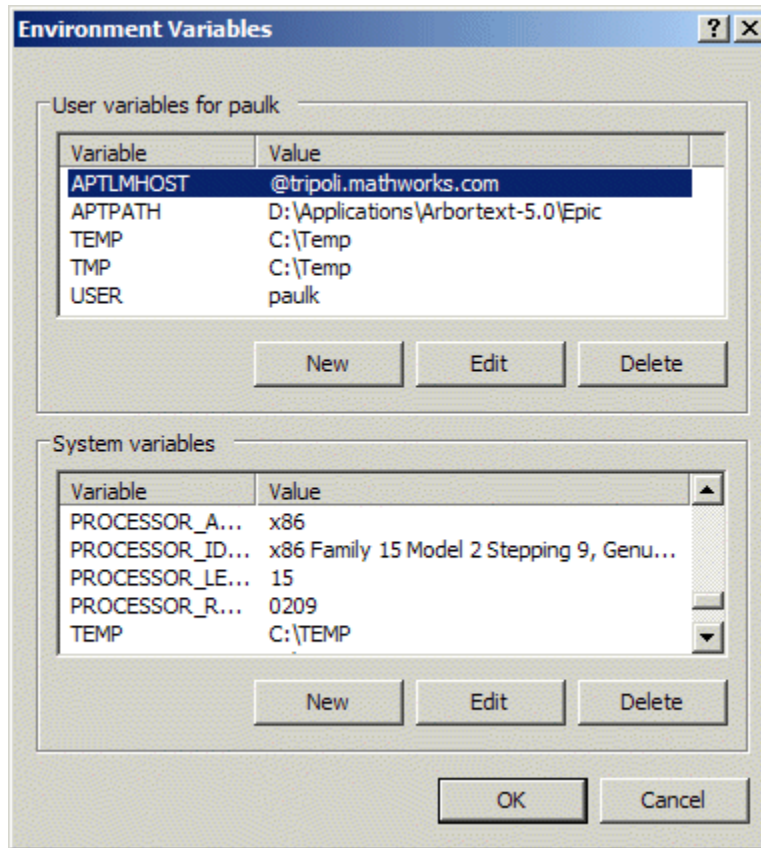 Environment Variables
User variables for paulk
Variable Value
APTLMHOST @tripoli.mathworks.com
APTPATH D:\Applications\Arbortext-5.0\Epic
TEMP C:\Temp
TMP C:\Temp
USER paulk
New Edit Delete
System variables
Variable Value
PROCESSOR_A... x86
PROCESSOR_ID... x86 Family 15 Model 2 Stepping 9, Genu...
PROCESSOR_LE... 15
PROCESSOR_R... 0209
TEMP C:\TEMP
New Edit Delete
OK Cancel